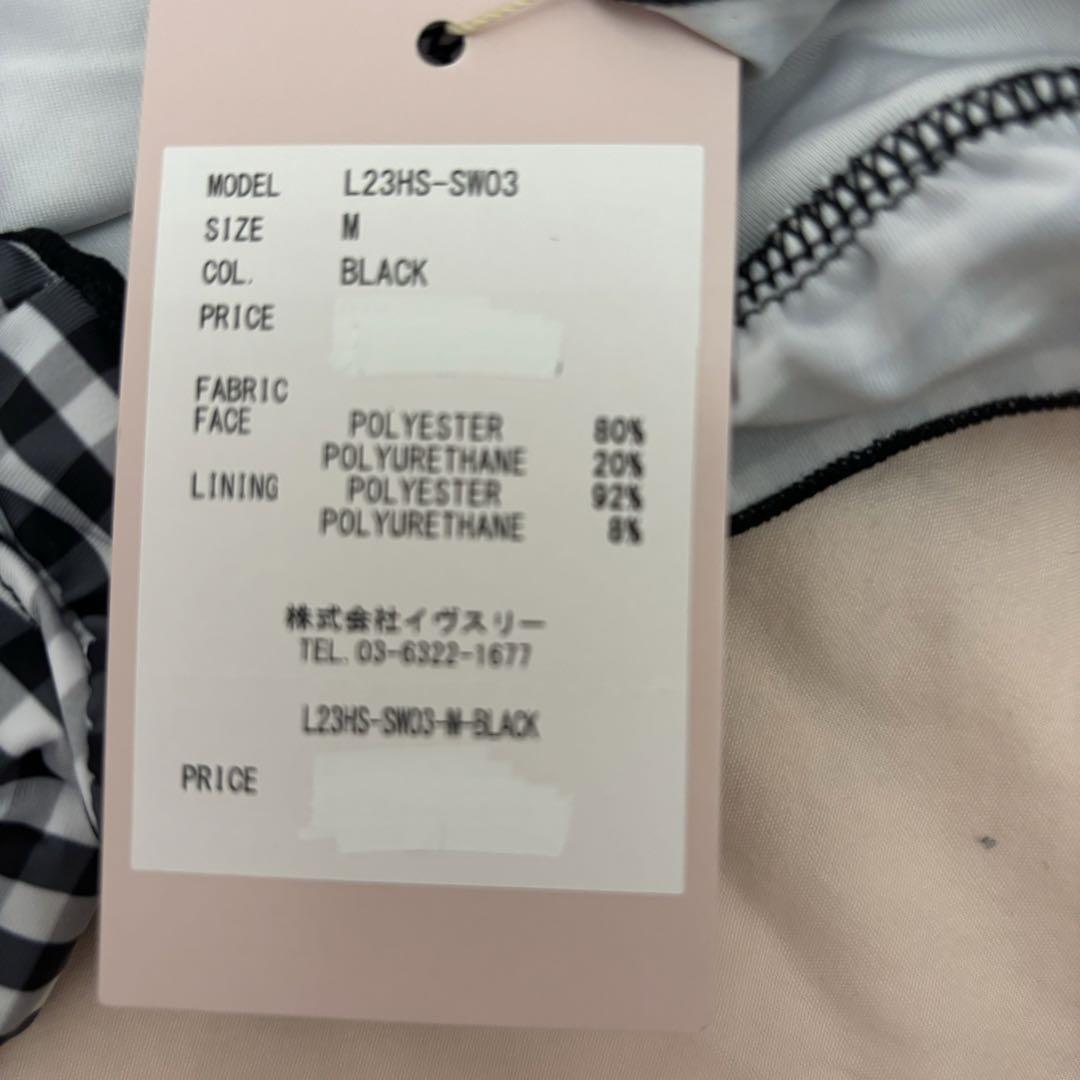 MODEL L23HS-SW03
SIZE M
COL. BLACK
PRICE
FABRIC
FACE POLYESTER 80%
POLYURETHANE 20%
LINING POLYESTER 92%
POLYURETHANE 8%
株式会社イヴスリー
TEL. 03-6322-1677
L23HS-SW03-M-BLACK
PRICE